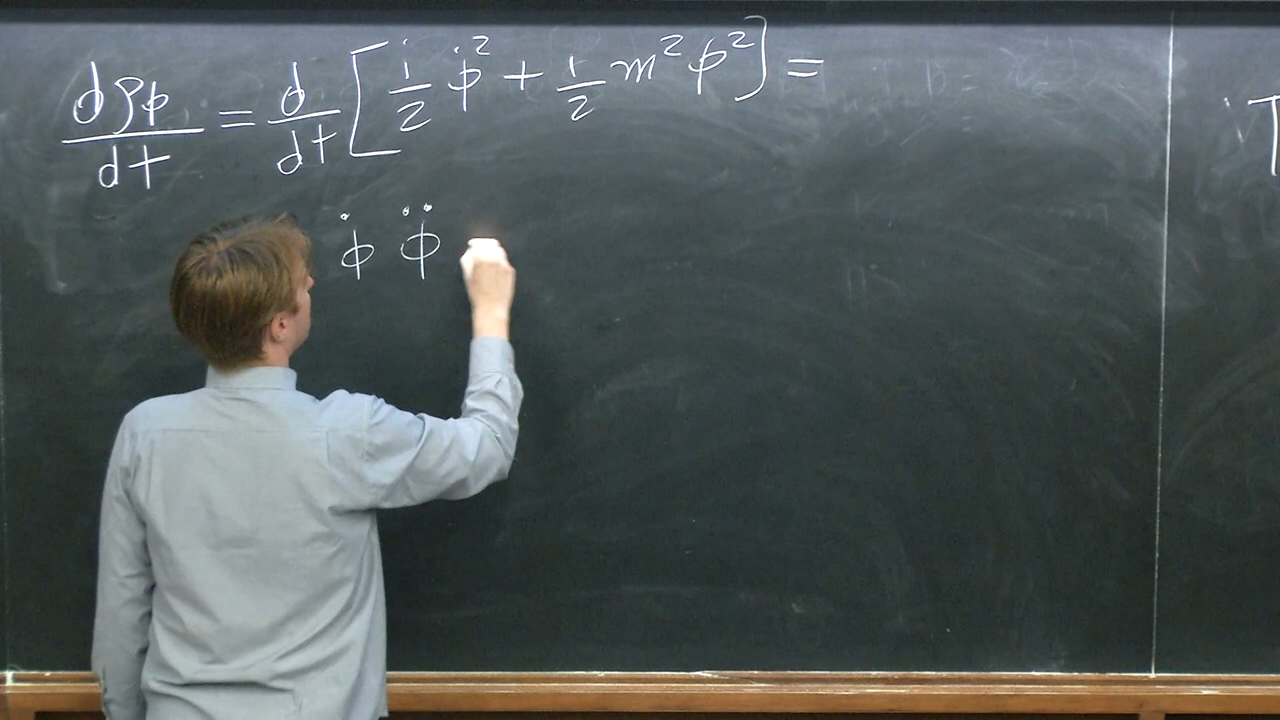 dρφ/dt = d/dt [1/2 φ̇² + 1/2 m²φ²] =
φ̇ φ̈